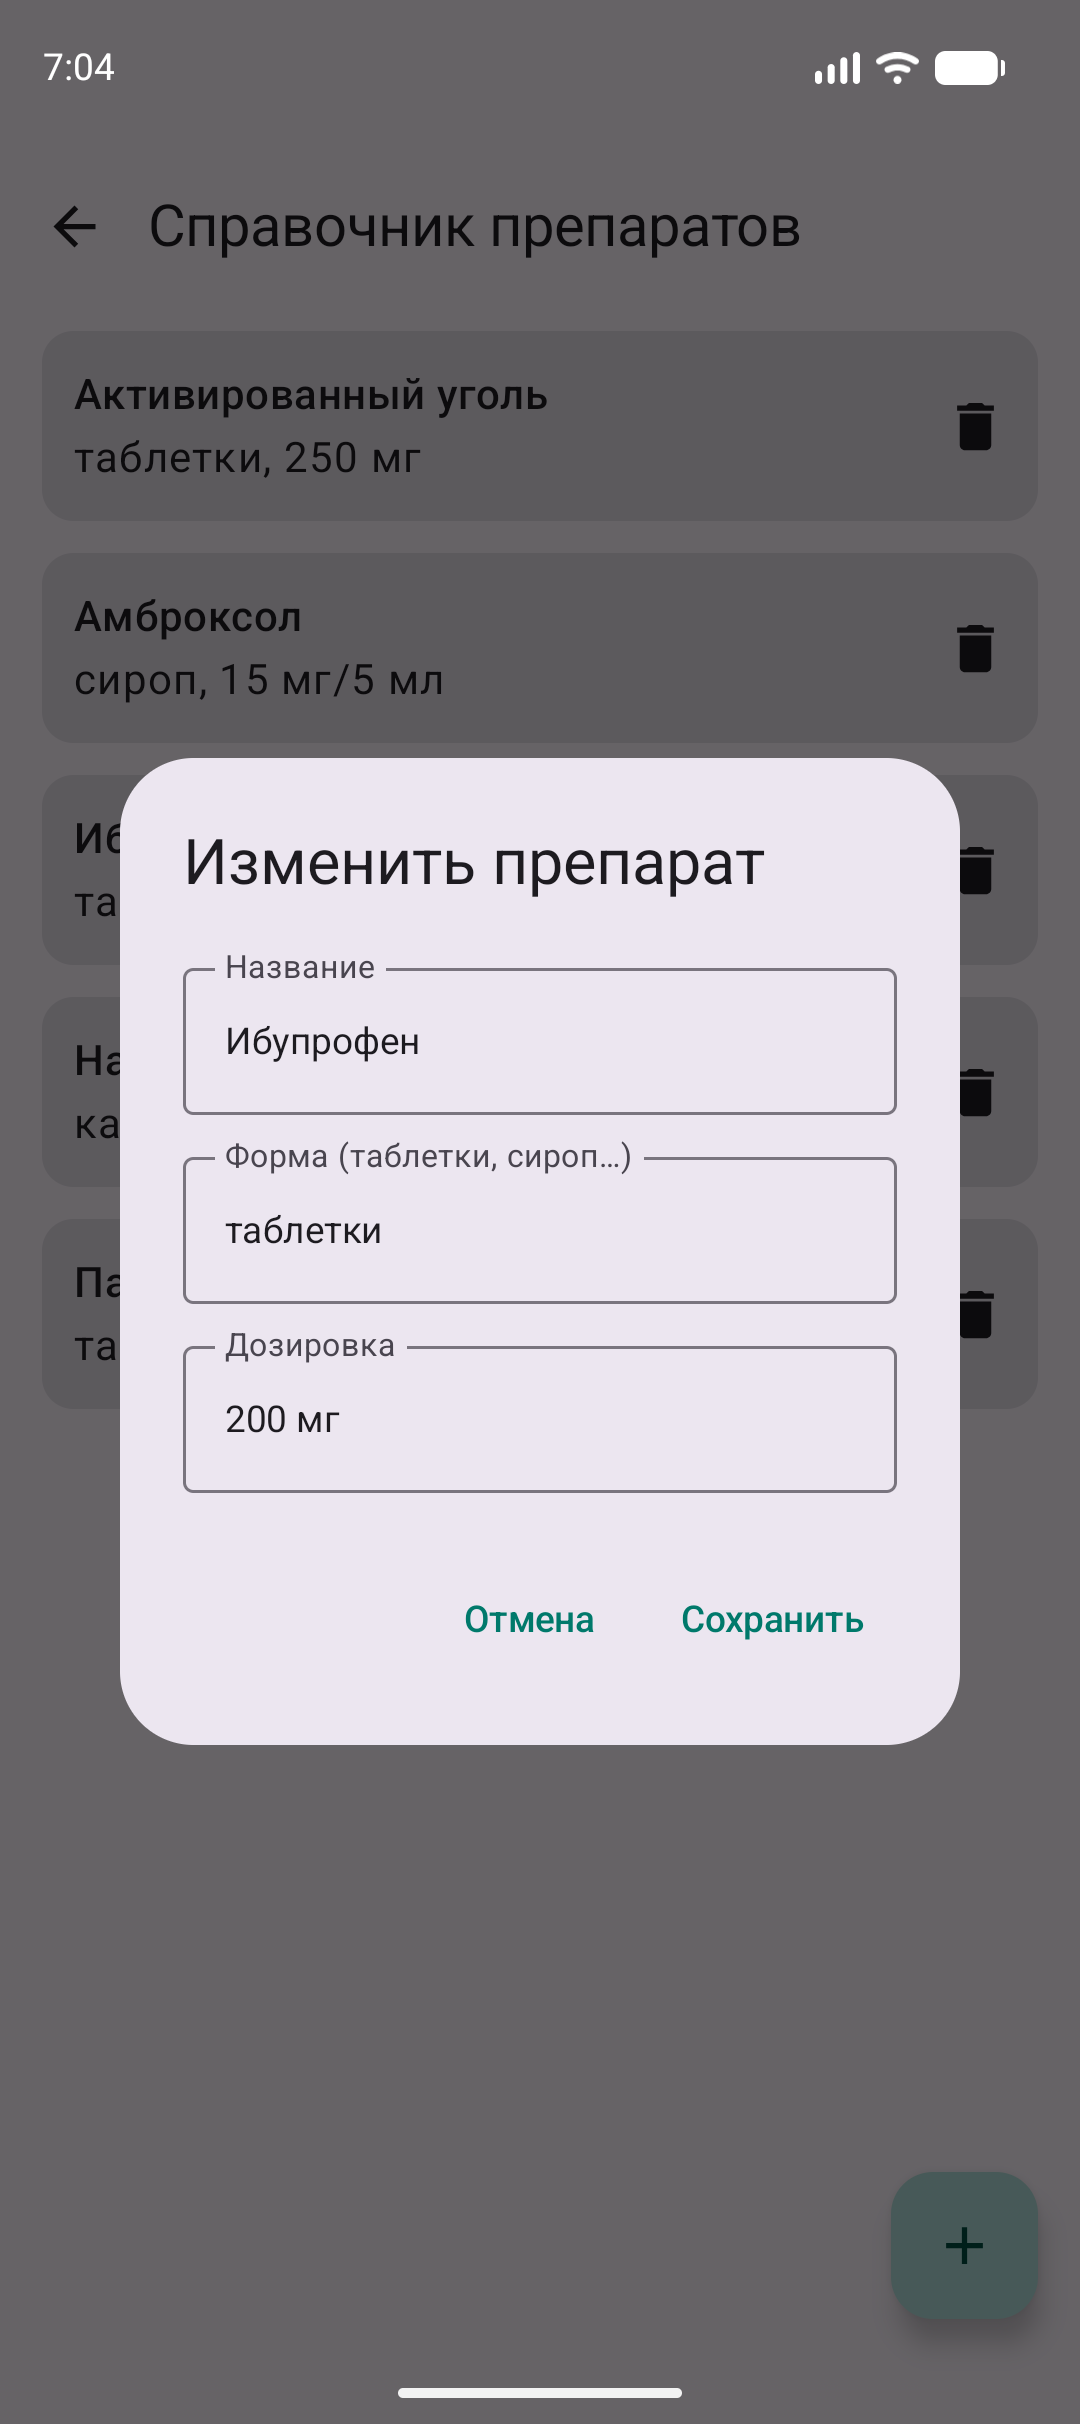 7:04
Справочник препаратов
Активированный уголь
таблетки, 250 мг
Амброксол
сироп, 15 мг/5 мл
Изменить препарат
Название
Ибупрофен
Форма (таблетки, сироп…)
таблетки
Дозировка
200 мг
Отмена
Сохранить